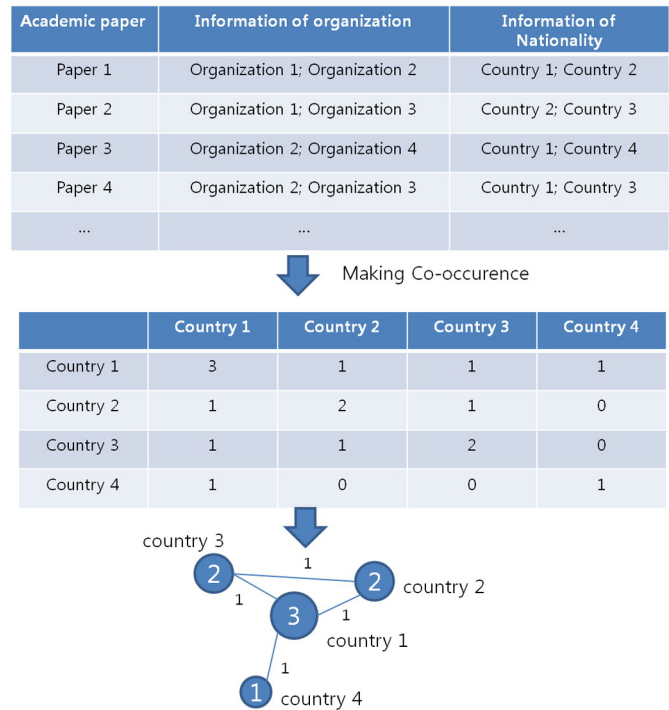 Academic paper Information of organization Information of Nationality
Paper 1 Organization 1; Organization 2 Country 1; Country 2
Paper 2 Organization 1; Organization 3 Country 2; Country 3
Paper 3 Organization 2; Organization 4 Country 1; Country 4
Paper 4 Organization 2; Organization 3 Country 1; Country 3
... ... ...
Making Co-occurence
Country 1 Country 2 Country 3 Country 4
Country 1 3 1 1 1
Country 2 1 2 1 0
Country 3 1 1 2 0
Country 4 1 0 0 1
country 3
1
2
2
country 2
1
1
3
country 1
1
1
country 4